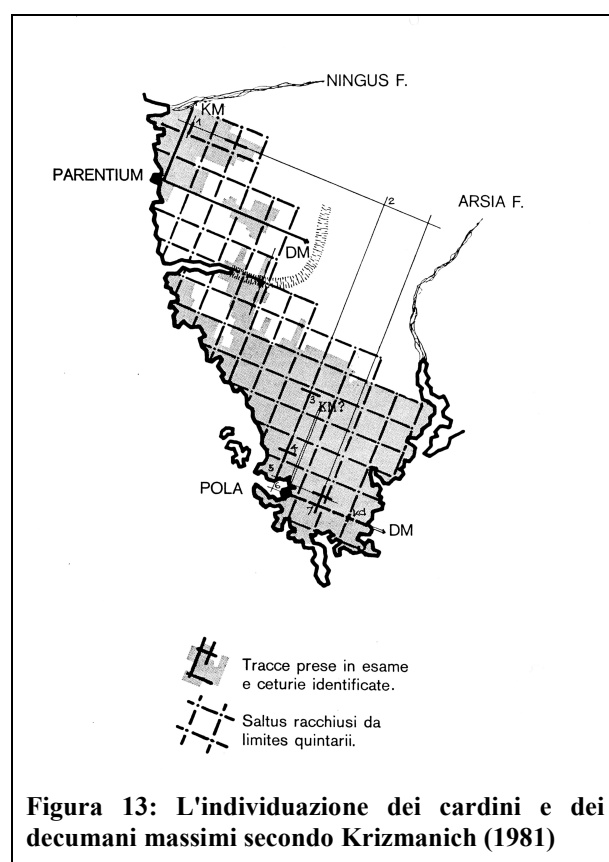 NINGUS F.
KM
1
PARENTIUM
2
ARSIA F.
DM
3 KM?
4
5
6
POLA
7
DM
Tracce prese in esame
e ceturie identificate.
Saltus racchiusi da
limites quintarii.
Figura 13: L'individuazione dei cardini e dei
decumani massimi secondo Krizmanich (1981)